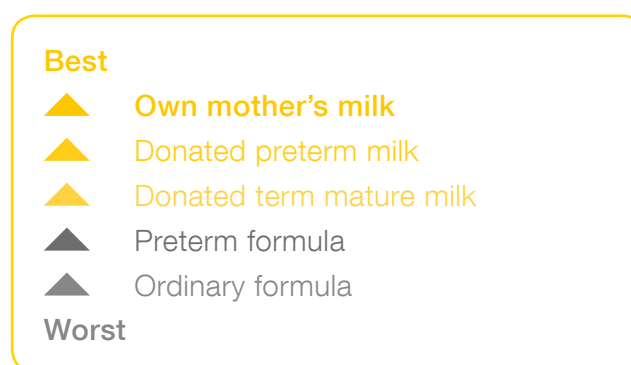 Best
Own mother’s milk
Donated preterm milk
Donated term mature milk
Preterm formula
Ordinary formula
Worst